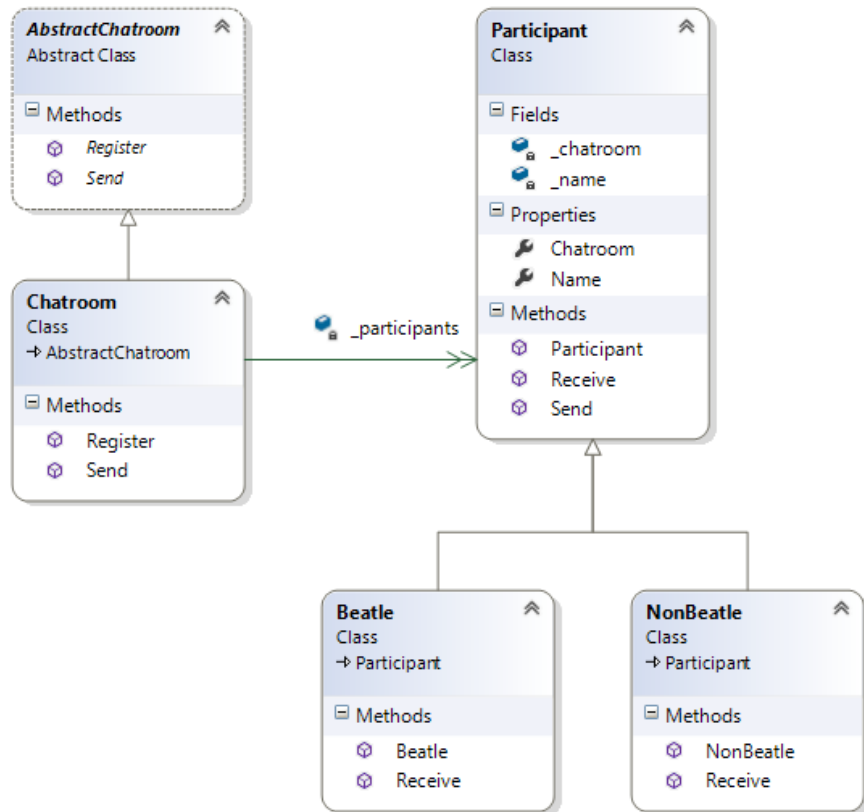 AbstractChatroom
Abstract Class
Methods
Register
Send
Participant
Class
Fields
_chatroom
_name
Properties
Chatroom
Name
Methods
Participant
Receive
Send
Chatroom
Class
AbstractChatroom
Methods
Register
Send
_participants
Beatle
Class
Participant
Methods
Beatle
Receive
NonBeatle
Class
Participant
Methods
NonBeatle
Receive